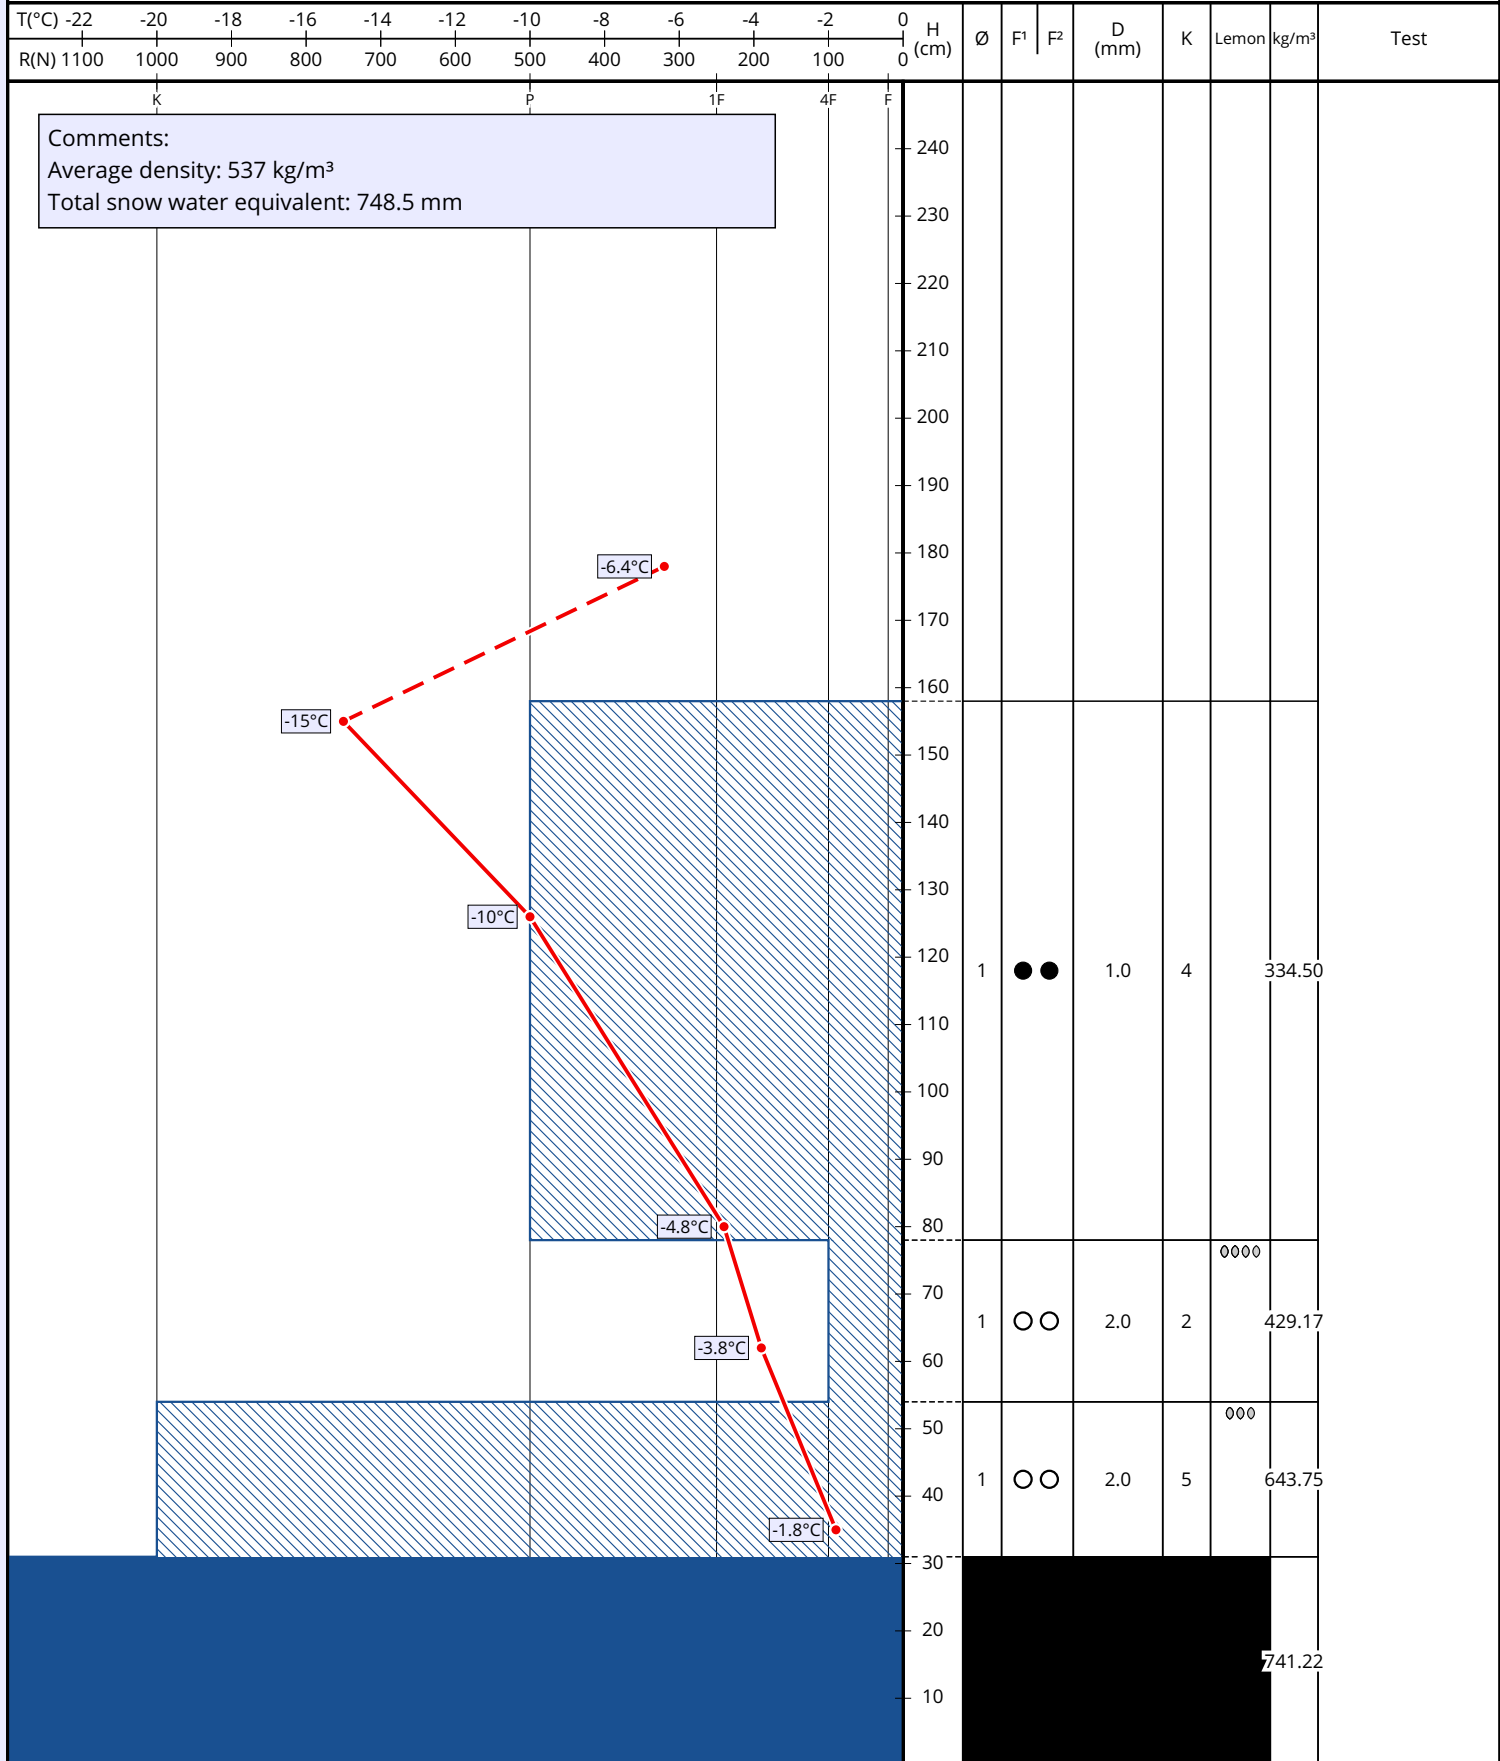 T(°C) -22 -20 -18 -16 -14 -12 -10 -8 -6 -4 -2 0
R(N) 1100 1000 900 800 700 600 500 400 300 200 100 0
H (cm) Ø F¹ F² D (mm) K Lemon kg/m³ Test
K P 1F 4F F
Comments:
Average density: 537 kg/m³
Total snow water equivalent: 748.5 mm
240
230
220
210
200
190
180
-6.4°C
170
160
-15°C
150
140
130
-10°C
120
1 1.0 4 334.50
110
100
90
-4.8°C 80
70
1 2.0 2 429.17
-3.8°C
60
50
1 2.0 5 643.75
40
-1.8°C
30
20
741.22
10